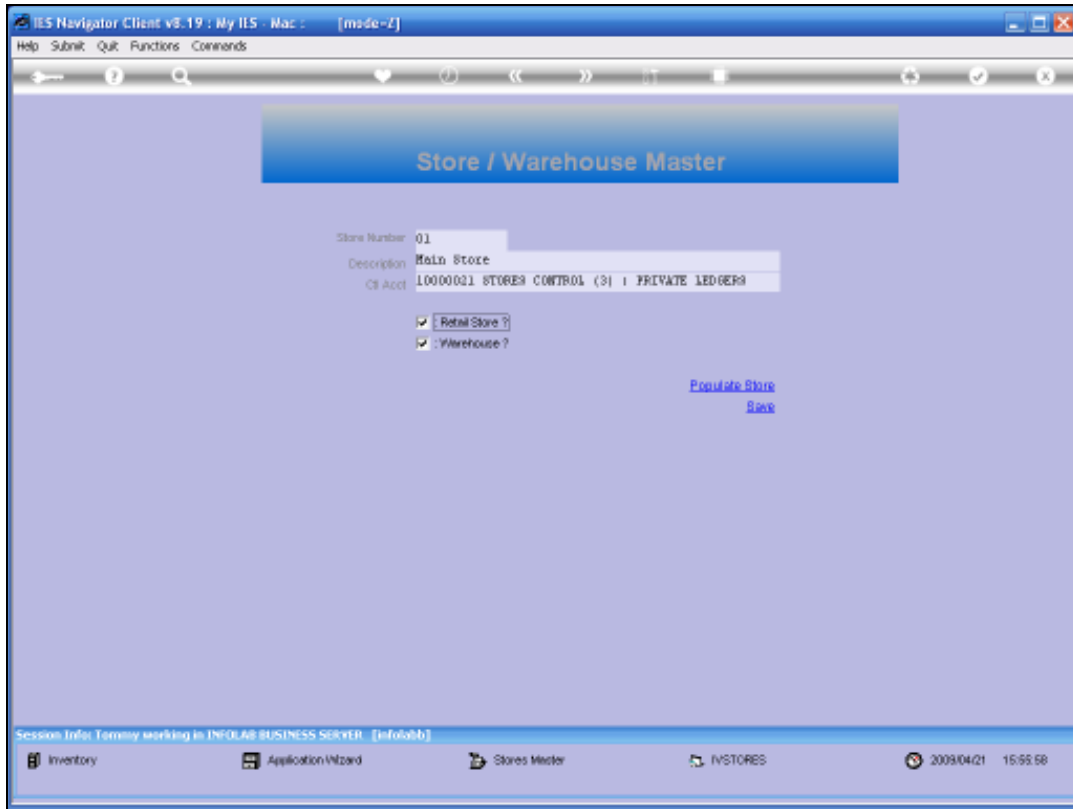 IES Navigator Client v8.19 : My IES - Mac : [mode=Z]
Help Submit Quit Functions Commands
Store / Warehouse Master
Store Number 01
Description Main Store
Ctl Acct 10000021 STORES CONTROL (3) : PRIVATE LEDGERS
: Retail Store ?
: Warehouse ?
Populate Store
Save
Session Info: Tommy working in INFOLAB BUSINESS SERVER [infolabb]
Inventory Application Wizard Stores Master IVSTORES 2009/04/21 15:55:58